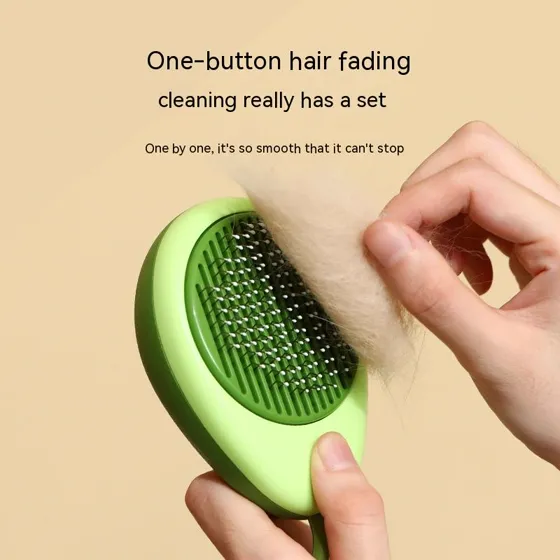 One-button hair fading
cleaning really has a set
One by one, it's so smooth that it can't stop